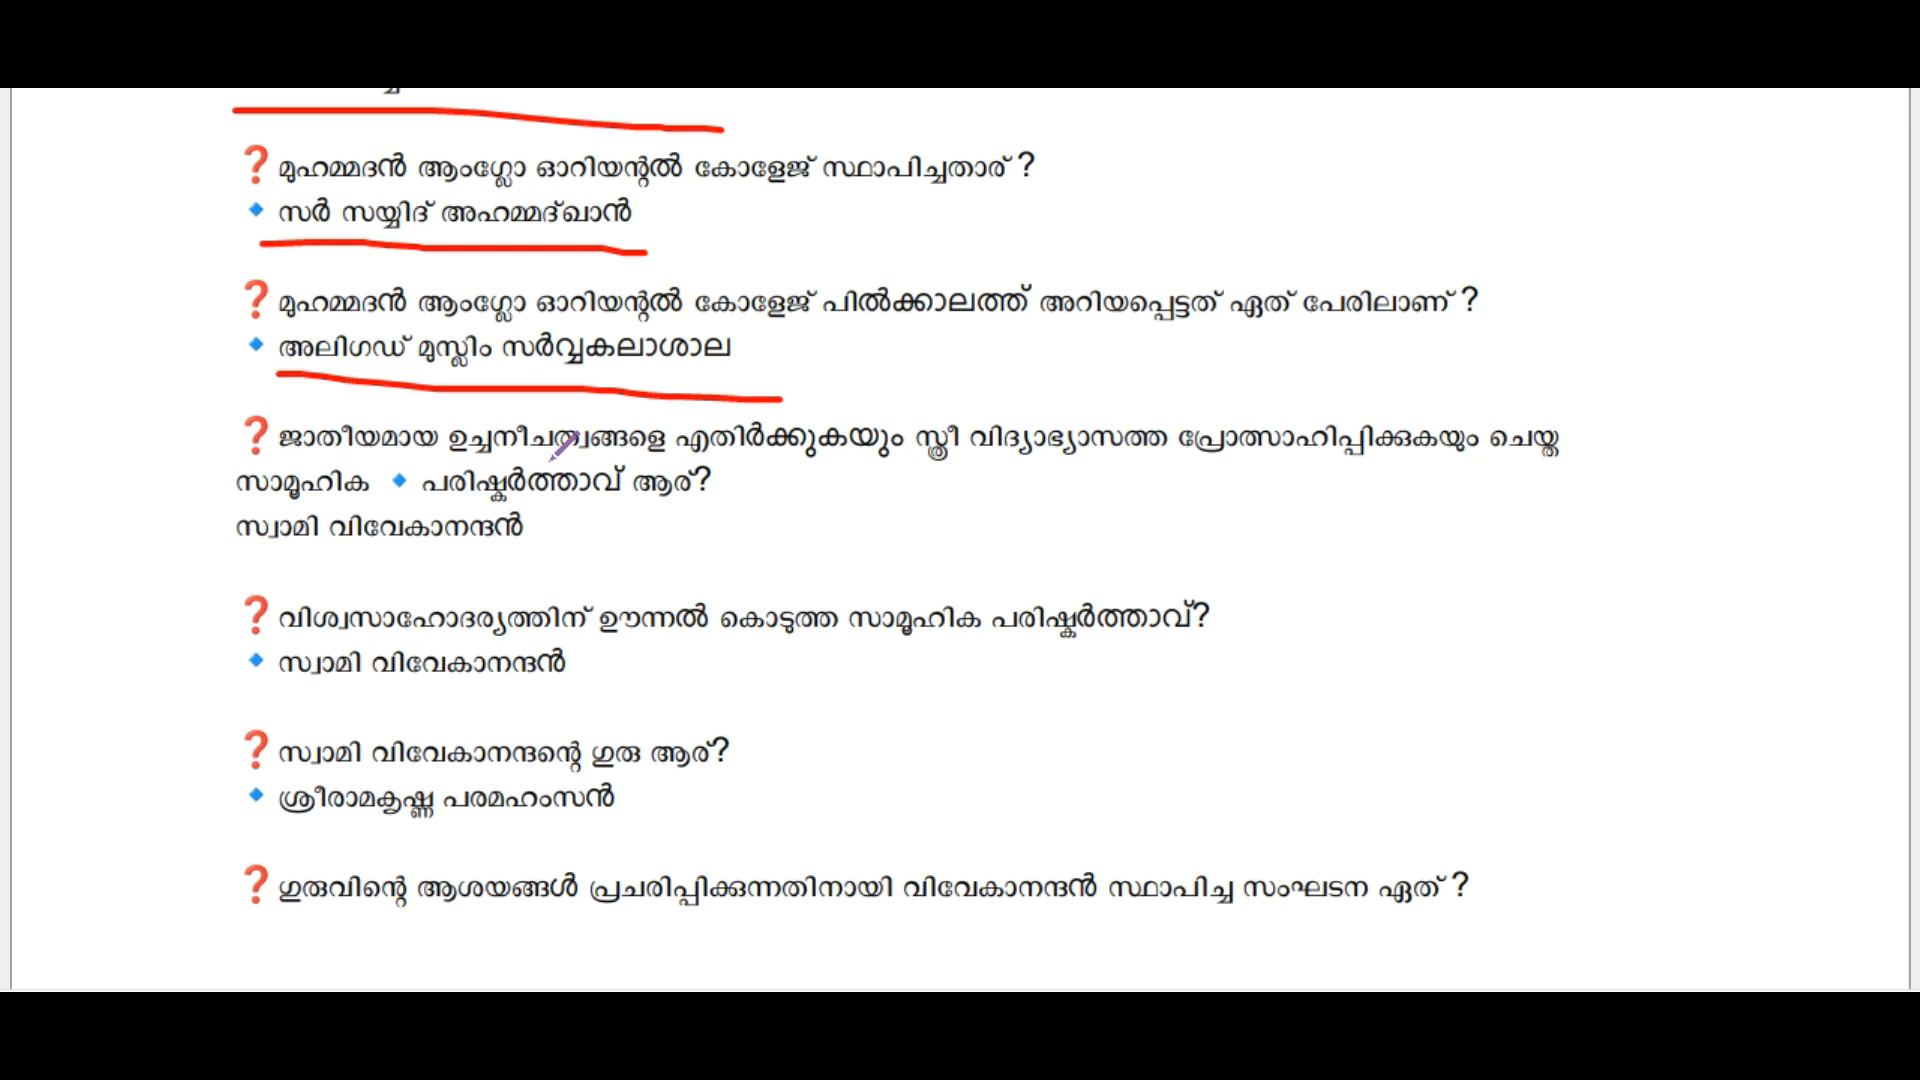 ❓മുഹമ്മദൻ ആംഗ്ലോ ഓറിയന്റൽ കോളേജ് സ്ഥാപിച്ചതാര് ?
🔹സർ സയ്യിദ് അഹമ്മദ്ഖാൻ
❓മുഹമ്മദൻ ആംഗ്ലോ ഓറിയന്റൽ കോളേജ് പിൽക്കാലത്ത് അറിയപ്പെട്ടത് ഏത് പേരിലാണ് ?
🔹അലിഗഡ് മുസ്ലിം സർവ്വകലാശാല
❓ജാതീയമായ ഉച്ചനീചത്വങ്ങളെ എതിർക്കുകയും സ്ത്രീ വിദ്യാഭ്യാസത്ത പ്രോത്സാഹിപ്പിക്കുകയും ചെയ്ത
സാമൂഹിക 🔹പരിഷ്കർത്താവ് ആര്?
സ്വാമി വിവേകാനന്ദൻ
❓വിശ്വസാഹോദര്യത്തിന് ഊന്നൽ കൊടുത്ത സാമൂഹിക പരിഷ്കർത്താവ്?
🔹സ്വാമി വിവേകാനന്ദൻ
❓സ്വാമി വിവേകാനന്ദന്റെ ഗുരു ആര്?
🔹ശ്രീരാമകൃഷ്ണ പരമഹംസൻ
❓ഗുരുവിന്റെ ആശയങ്ങൾ പ്രചരിപ്പിക്കുന്നതിനായി വിവേകാനന്ദൻ സ്ഥാപിച്ച സംഘടന ഏത് ?